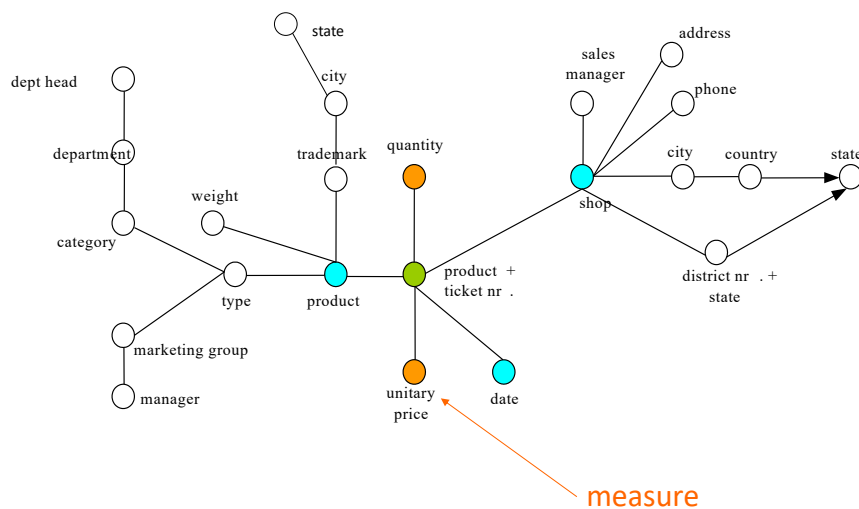 state
address
sales
manager
dept head
city
phone
quantity
department
trademark
city
country
state
weight
shop
category
product +
ticket nr .
district nr . +
state
type
product
marketing group
unitary
price
date
manager
measure